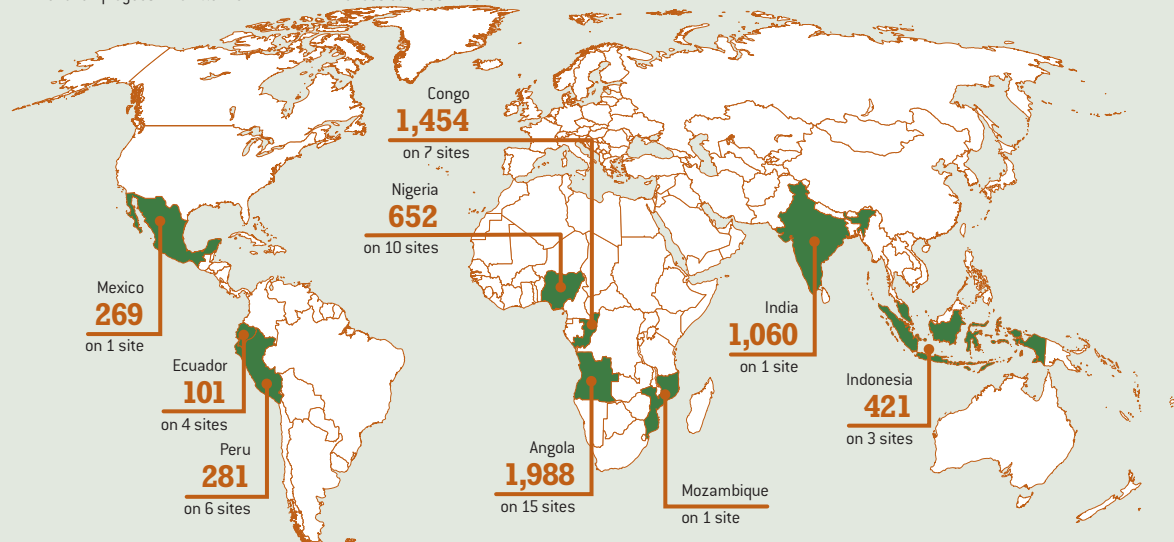 Congo
1,454
on 7 sites
Nigeria
652
on 10 sites
Mexico
269
on 1 site
Ecuador
101
on 4 sites
Peru
281
on 6 sites
Angola
1,988
on 15 sites
Mozambique
on 1 site
India
1,060
on 1 site
Indonesia
421
on 3 sites